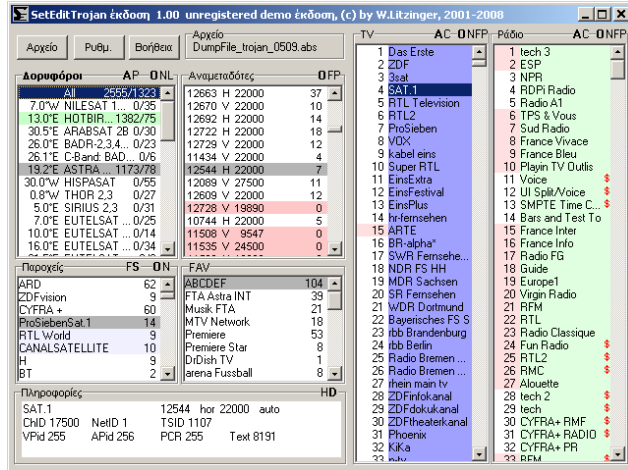 SetEditTrojan έκδοση 1.00 unregistered demo έκδοση, (c) by W.Litzinger, 2001-2008
Αρχείο
Ρυθμ.
Βοήθεια
Αρχείο
DumpFile_trojan_0509.abs
Δορυφόροι AP-ONL
All 2555/1323
7.0°W NILESAT 1... 0/35
13.0°E HOTBIR... 1382/75
30.5°E ARABSAT 2B 0/30
26.0°E BADR-2,3,4... 0/23
26.1°E C-Band: BAD... 0/6
19.2°E ASTRA ... 1173/78
30.0°W HISPASAT 0/55
0.8°W THOR 2,3 0/27
5.0°E SIRIUS 2,3 0/31
7.0°E EUTELSAT ... 0/25
10.0°E EUTELSAT ... 0/14
16.0°E EUTELSAT ... 0/34
Αναμεταδότες OFP
12663 H 22000 37
12670 V 22000 10
12692 H 22000 14
12722 H 22000 18
12729 V 22000 12
11434 V 22000 4
12544 H 22000 7
12089 V 27500 11
12609 V 22000 12
12728 V 19890 0
10744 H 22000 5
11508 V 9547 0
11535 V 24500 0
Παροχείς FS ON
ARD 62
ZDFvision 9
CYFRA + 60
ProSiebenSat.1 14
RTL World 9
CANALSATELLITE 10
H 9
BT 2
FAV
ABCDEF 104
FTA Astra INT 39
Musik FTA 21
MTV Network 18
Premiere 53
Premiere Star 8
DrDish TV 1
arena Fussball 8
Πληροφορίες HD-
SAT.1 12544 hor 22000 auto
ChID 17500 NetID 1 TSID 1107
VPid 255 APid 256 PCR 255 Text 8191
TV AC-ONFP
1 Das Erste
2 ZDF
3 3sat
4 SAT.1
5 RTL Television
6 RTL2
7 ProSieben
8 VOX
9 kabel eins
10 Super RTL
11 EinsExtra
12 EinsFestival
13 EinsPlus
14 hr-fernsehen
15 ARTE
16 BR-alpha*
17 SWR Fernsehe...
18 NDR FS HH
19 MDR Sachsen
20 SR Fernsehen
21 WDR Dortmund
22 Bayerisches FS S
23 rbb Brandenburg
24 rbb Berlin
25 Radio Bremen ...
26 Radio Bremen ...
27 rhein main tv
28 ZDFinfokanal
29 ZDFdokukanal
30 ZDFtheaterkanal
31 Phoenix
32 KiKa
33 n-tv
Ράδιο AC-ONFP
1 tech 3
2 ESP
3 NPR
4 RDPi Radio
5 Radio A1
6 TPS & Vous
7 Sud Radio
8 France Vivace
9 France Bleu
10 Playin TV Outlis
11 Voice $
12 UI Split/Voice $
13 SMPTE Time C... $
14 Bars and Test To
15 France Inter
16 France Info
17 Radio FG
18 Guide
19 Europe1
20 Virgin Radio
21 RFM
22 RTL
23 Radio Classique
24 Fun Radio $
25 RTL2 $
26 RMC $
27 Alouette
28 tech 2 $
29 tech $
30 CYFRA+ RMF $
31 CYFRA+ RADIO $
32 CYFRA+ PR
33 RFM $